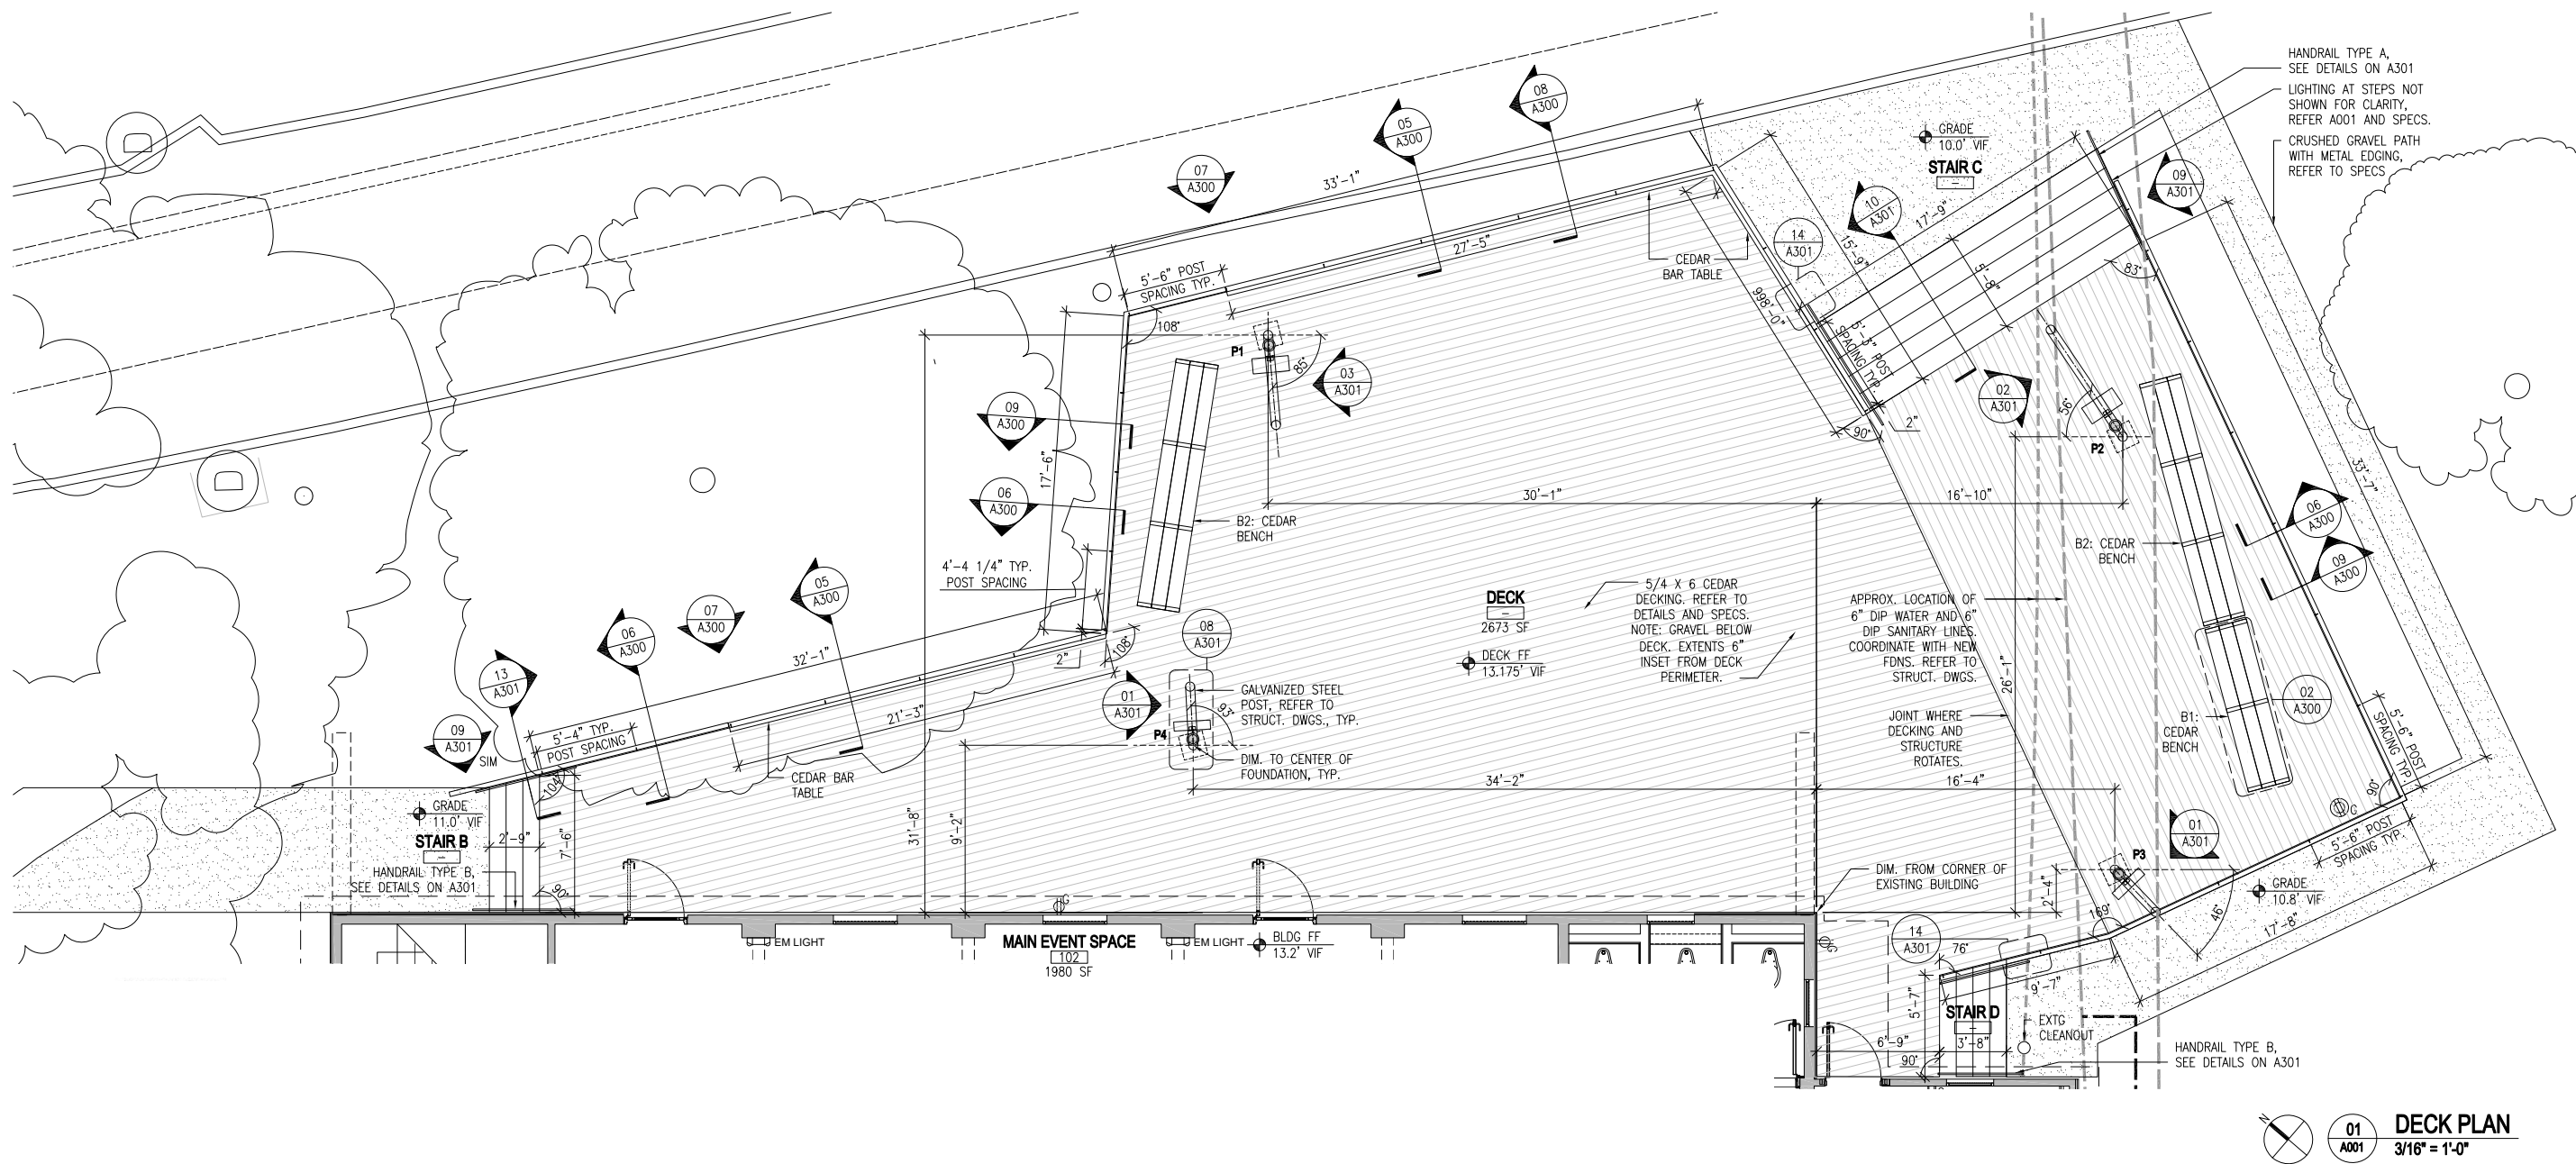 HANDRAIL TYPE A,
SEE DETAILS ON A301
LIGHTING AT STEPS NOT
SHOWN FOR CLARITY,
REFER A001 AND SPECS.
CRUSHED GRAVEL PATH
WITH METAL EDGING,
REFER TO SPECS
08
A300
05
A300
07
A300
33'-1"
GRADE
10.0' VIF
STAIR C
–
09
A301
10
A301
17'-9"
14
A301
15'-9"
5'-8"
83°
27'-5"
CEDAR
BAR TABLE
5'-6" POST
SPACING TYP.
998'-0"
5'-3" POST
SPACING TYP
108°
P1
85°
03
A301
02
A301
56°
2"
90°
P2
09
A300
17'-6"
06
A300
33'-7"
30'-1"
16'-10"
B2: CEDAR
BENCH
06
A300
B2: CEDAR
BENCH
09
A300
4'-4 1/4" TYP.
POST SPACING
05
A300
07
A300
06
A300
13
A301
32'-1"
2"
108°
08
A301
DECK
–
2673 SF
DECK FF
13.175' VIF
5/4 X 6 CEDAR
DECKING. REFER TO
DETAILS AND SPECS.
NOTE: GRAVEL BELOW
DECK. EXTENTS 6"
INSET FROM DECK
PERIMETER.
APPROX. LOCATION OF
6" DIP WATER AND 6"
DIP SANITARY LINES.
COORDINATE WITH NEW
FDNS. REFER TO
STRUCT. DWGS.
26'-1"
01
A301
GALVANIZED STEEL
POST, REFER TO
STRUCT. DWGS., TYP.
93°
P4
DIM. TO CENTER OF
FOUNDATION, TYP.
21'-3"
09
A301
SIM
5'-4" TYP.
POST SPACING
104°
CEDAR BAR
TABLE
JOINT WHERE
DECKING AND
STRUCTURE
ROTATES.
B1:
CEDAR
BENCH
02
A300
5'-6" POST
SPACING TYP.
34'-2"
16'-4"
90°
G
GRADE
11.0' VIF
STAIR B
2'-9"
7'-6"
31'-8"
9'-2"
HANDRAIL TYPE B,
SEE DETAILS ON A301
90°
G
01
A301
5'-6" POST
SPACING TYP.
P3
DIM. FROM CORNER OF
EXISTING BUILDING
2'-4"
GRADE
10.8' VIF
169°
46°
17'-8"
EM LIGHT
MAIN EVENT SPACE
102
1980 SF
EM LIGHT
BLDG FF
13.2' VIF
G
14
A301
76°
9'-7"
5'-7"
STAIR D
–
EXTG
CLEANOUT
6'-9"
3'-8"
90°
HANDRAIL TYPE B,
SEE DETAILS ON A301
N
01
A001
DECK PLAN
3/16" = 1'-0"